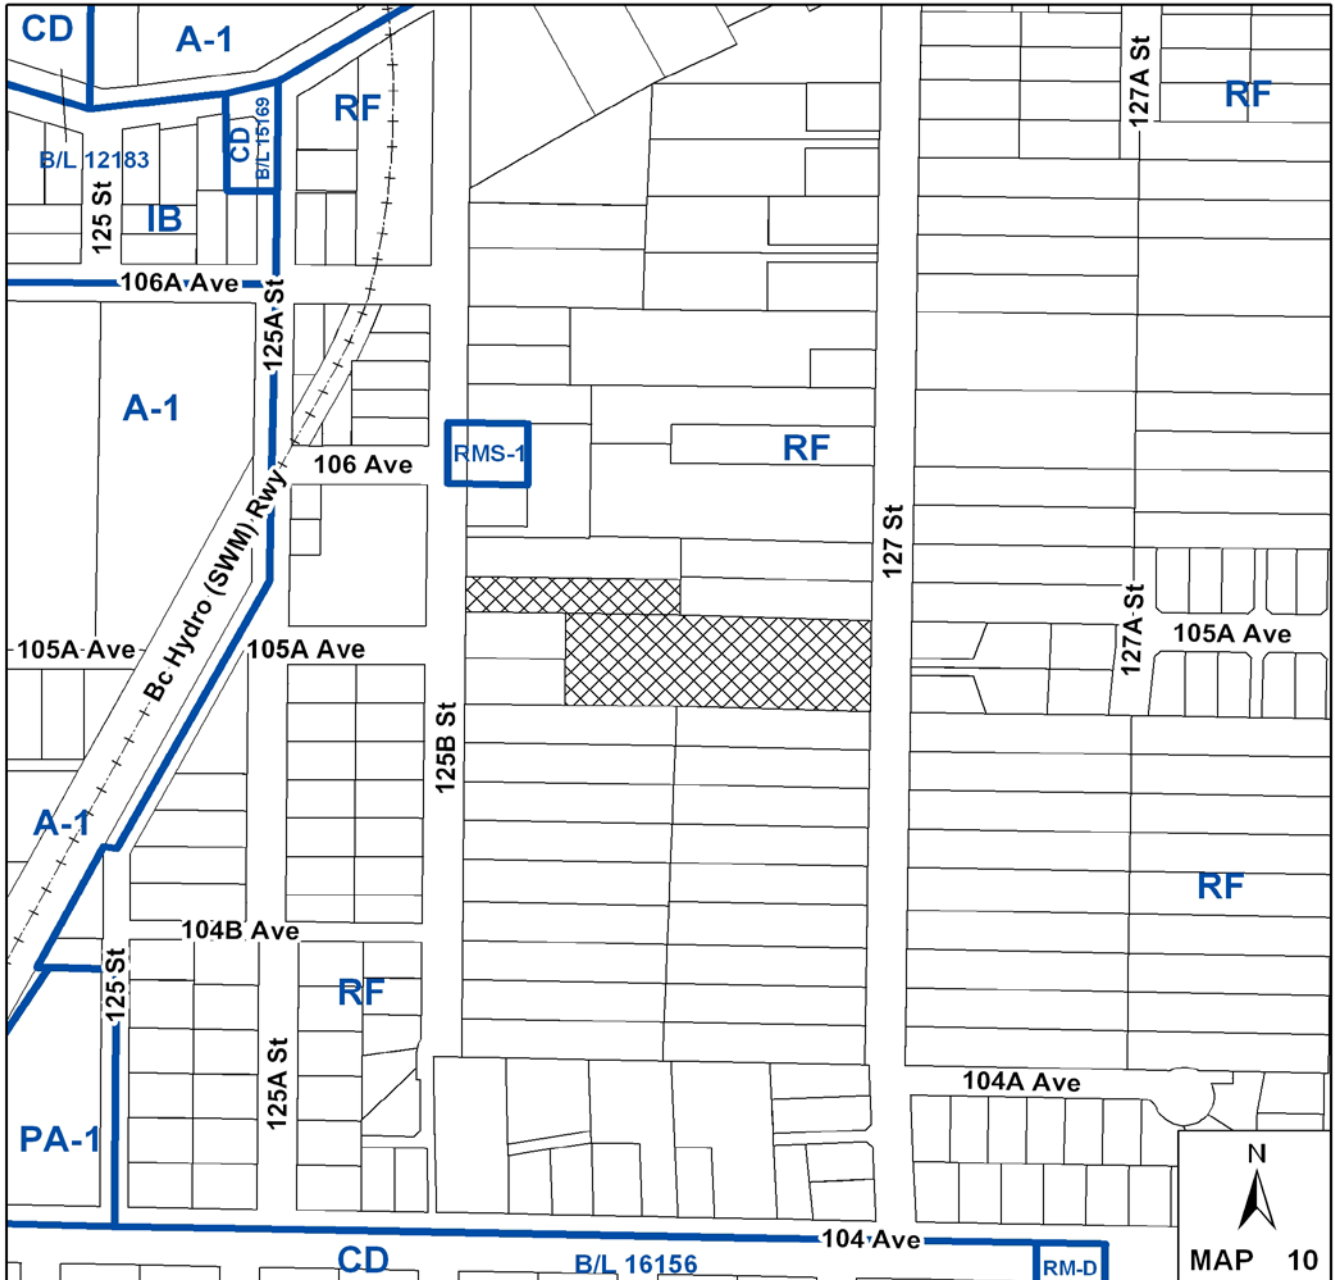 CD
A-1
127A St
RF
RF
CD
B/L 15169
B/L 12183
125 St
IB
106A Ave
125A St
A-1
RMS-1
RF
106 Ave
127 St
Bc Hydro (SWM) Rwy
127A St
105A Ave
105A Ave
105A Ave
125B St
A-1
RF
104B Ave
125 St
RF
125A St
104A Ave
PA-1
N
104 Ave
CD
B/L 16156
RM-D
MAP 10